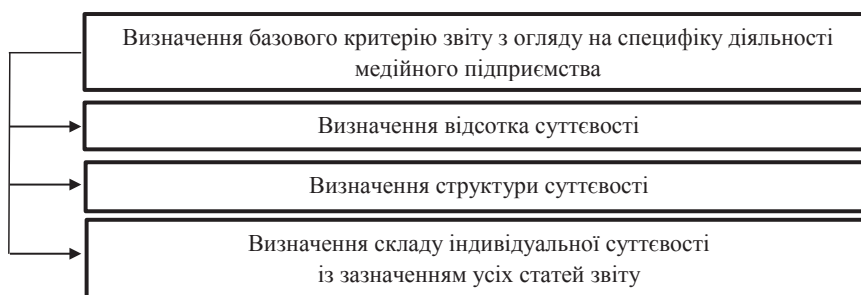 Визначення базового критерію звіту з огляду на специфіку діяльності
медійного підприємства
Визначення відсотка суттєвості
Визначення структури суттєвості
Визначення складу індивідуальної суттєвості
із зазначенням усіх статей звіту